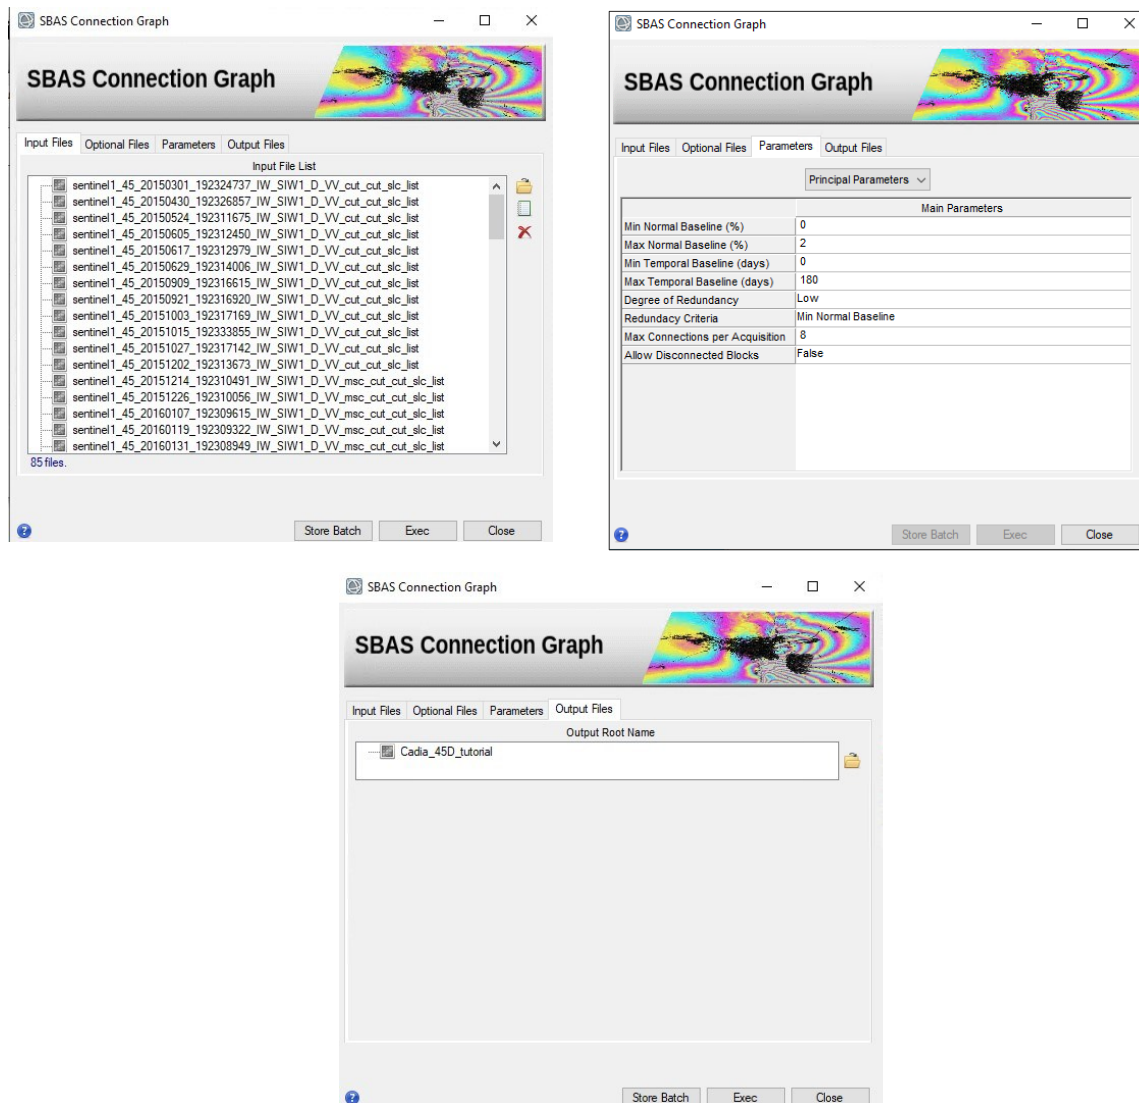 SBAS Connection Graph
SBAS Connection Graph
Input Files Optional Files Parameters Output Files
Input File List
sentinel1_45_20150301_192324737_IW_SIW1_D_VV_cut_cut_slc_list
sentinel1_45_20150430_192326857_IW_SIW1_D_VV_cut_cut_slc_list
sentinel1_45_20150524_192311675_IW_SIW1_D_VV_cut_cut_slc_list
sentinel1_45_20150605_192312450_IW_SIW1_D_VV_cut_cut_slc_list
sentinel1_45_20150617_192312979_IW_SIW1_D_VV_cut_cut_slc_list
sentinel1_45_20150629_192314006_IW_SIW1_D_VV_cut_cut_slc_list
sentinel1_45_20150909_192316615_IW_SIW1_D_VV_cut_cut_slc_list
sentinel1_45_20150921_192316920_IW_SIW1_D_VV_cut_cut_slc_list
sentinel1_45_20151003_192317169_IW_SIW1_D_VV_cut_cut_slc_list
sentinel1_45_20151015_192333855_IW_SIW1_D_VV_cut_cut_slc_list
sentinel1_45_20151027_192317142_IW_SIW1_D_VV_cut_cut_slc_list
sentinel1_45_20151202_192313673_IW_SIW1_D_VV_cut_cut_slc_list
sentinel1_45_20151214_192310491_IW_SIW1_D_VV_msc_cut_cut_slc_list
sentinel1_45_20151226_192310056_IW_SIW1_D_VV_msc_cut_cut_slc_list
sentinel1_45_20160107_192309615_IW_SIW1_D_VV_msc_cut_cut_slc_list
sentinel1_45_20160119_192309322_IW_SIW1_D_VV_msc_cut_cut_slc_list
sentinel1_45_20160131_192308949_IW_SIW1_D_VV_msc_cut_cut_slc_list
85 files.
Store Batch Exec Close
SBAS Connection Graph
SBAS Connection Graph
Input Files Optional Files Parameters Output Files
Principal Parameters
Main Parameters
Min Normal Baseline (%) 0
Max Normal Baseline (%) 2
Min Temporal Baseline (days) 0
Max Temporal Baseline (days) 180
Degree of Redundancy Low
Redundacy Criteria Min Normal Baseline
Max Connections per Acquisition 8
Allow Disconnected Blocks False
Store Batch Exec Close
SBAS Connection Graph
SBAS Connection Graph
Input Files Optional Files Parameters Output Files
Output Root Name
Cadia_45D_tutorial
Store Batch Exec Close